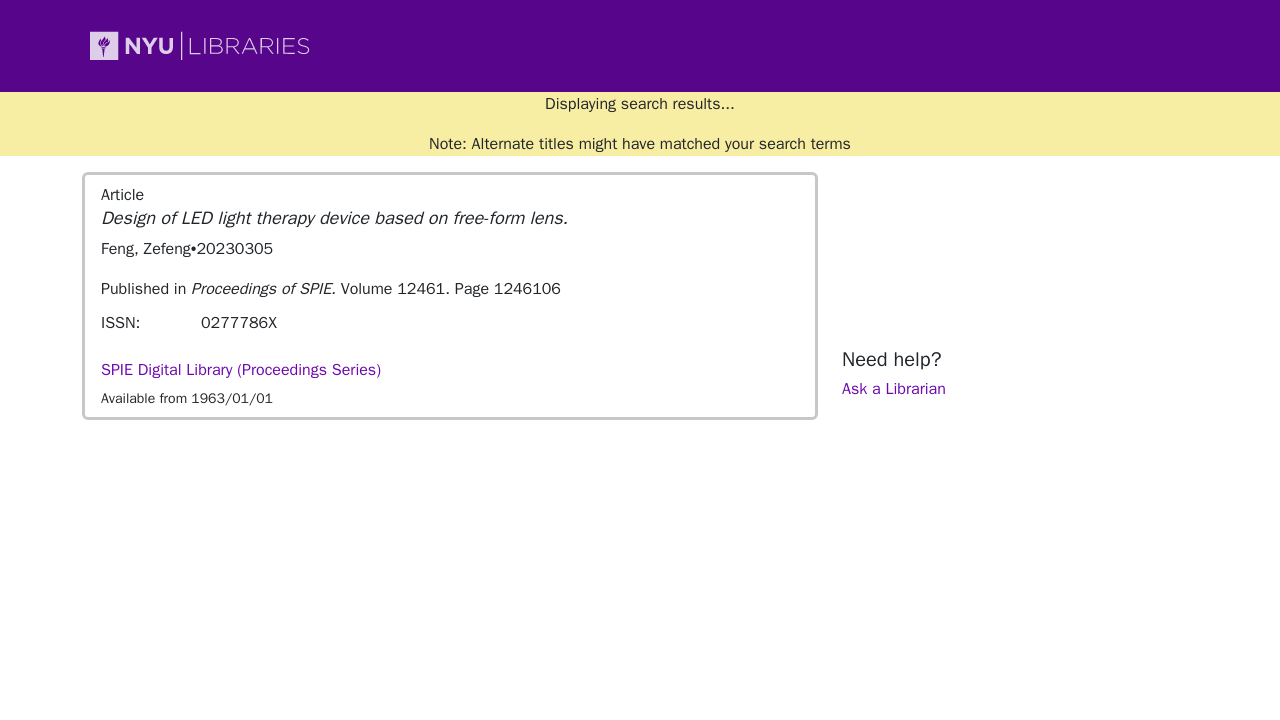 NYU LIBRARIES
Displaying search results...
Note: Alternate titles might have matched your search terms
Article
Design of LED light therapy device based on free-form lens.
Feng, Zefeng•20230305
Published in Proceedings of SPIE. Volume 12461. Page 1246106
ISSN: 0277786X
SPIE Digital Library (Proceedings Series)
Available from 1963/01/01
Need help?
Ask a Librarian